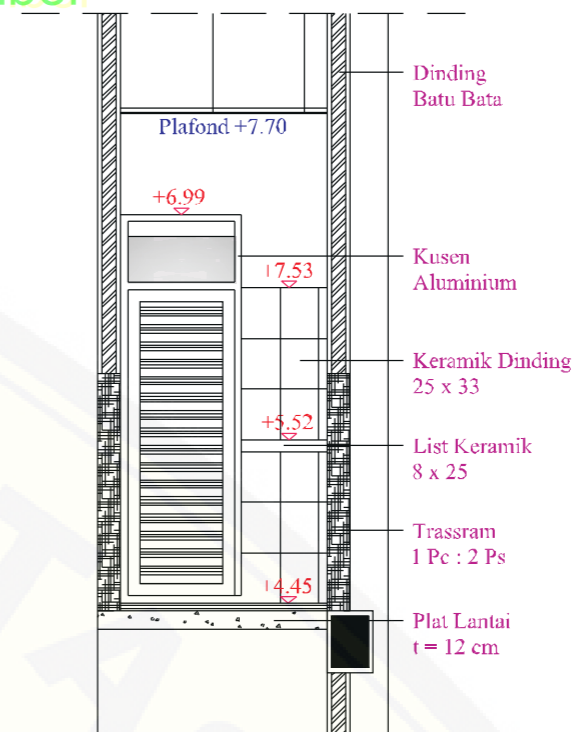 Dinding
Batu Bata
Plafond +7.70
+6.99
Kusen
Aluminium
+7.53
Keramik Dinding
25 x 33
+5.52
List Keramik
8 x 25
Trassram
1 Pc : 2 Ps
+4.45
Plat Lantai
t = 12 cm